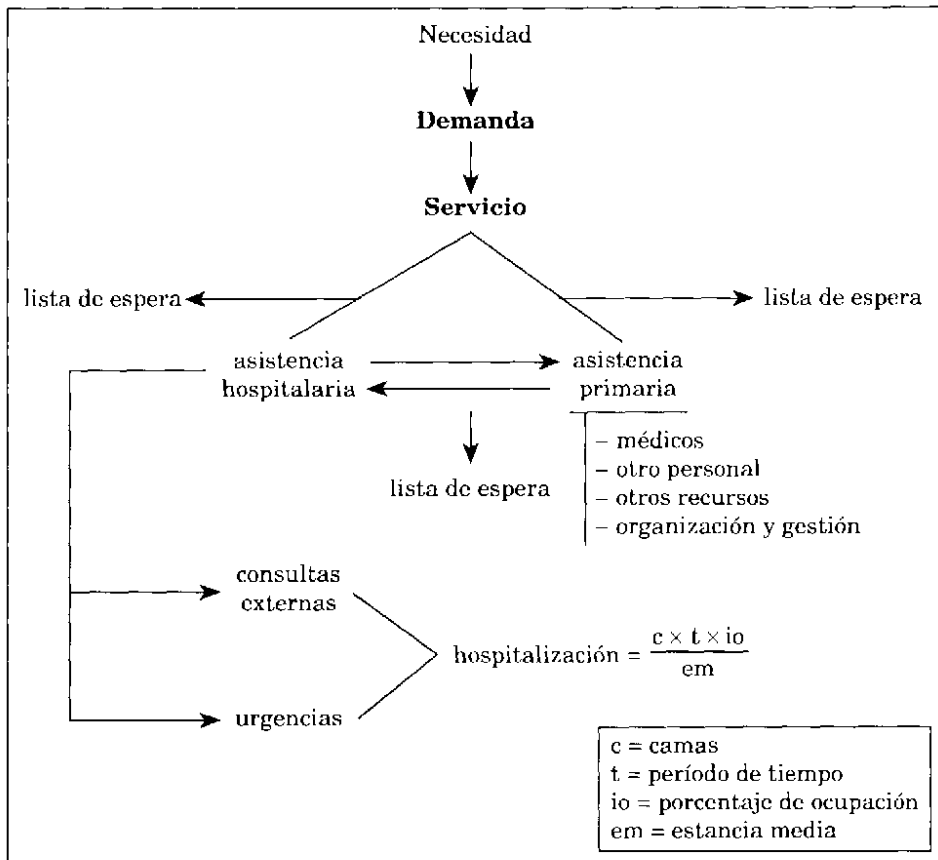 Necesidad
Demanda
Servicio
lista de espera
lista de espera
asistencia
hospitalaria
asistencia
primaria
– médicos
– otro personal
– otros recursos
– organización y gestión
lista de espera
consultas
externas
hospitalización = c × t × io / em
urgencias
c = camas
t = período de tiempo
io = porcentaje de ocupación
em = estancia media